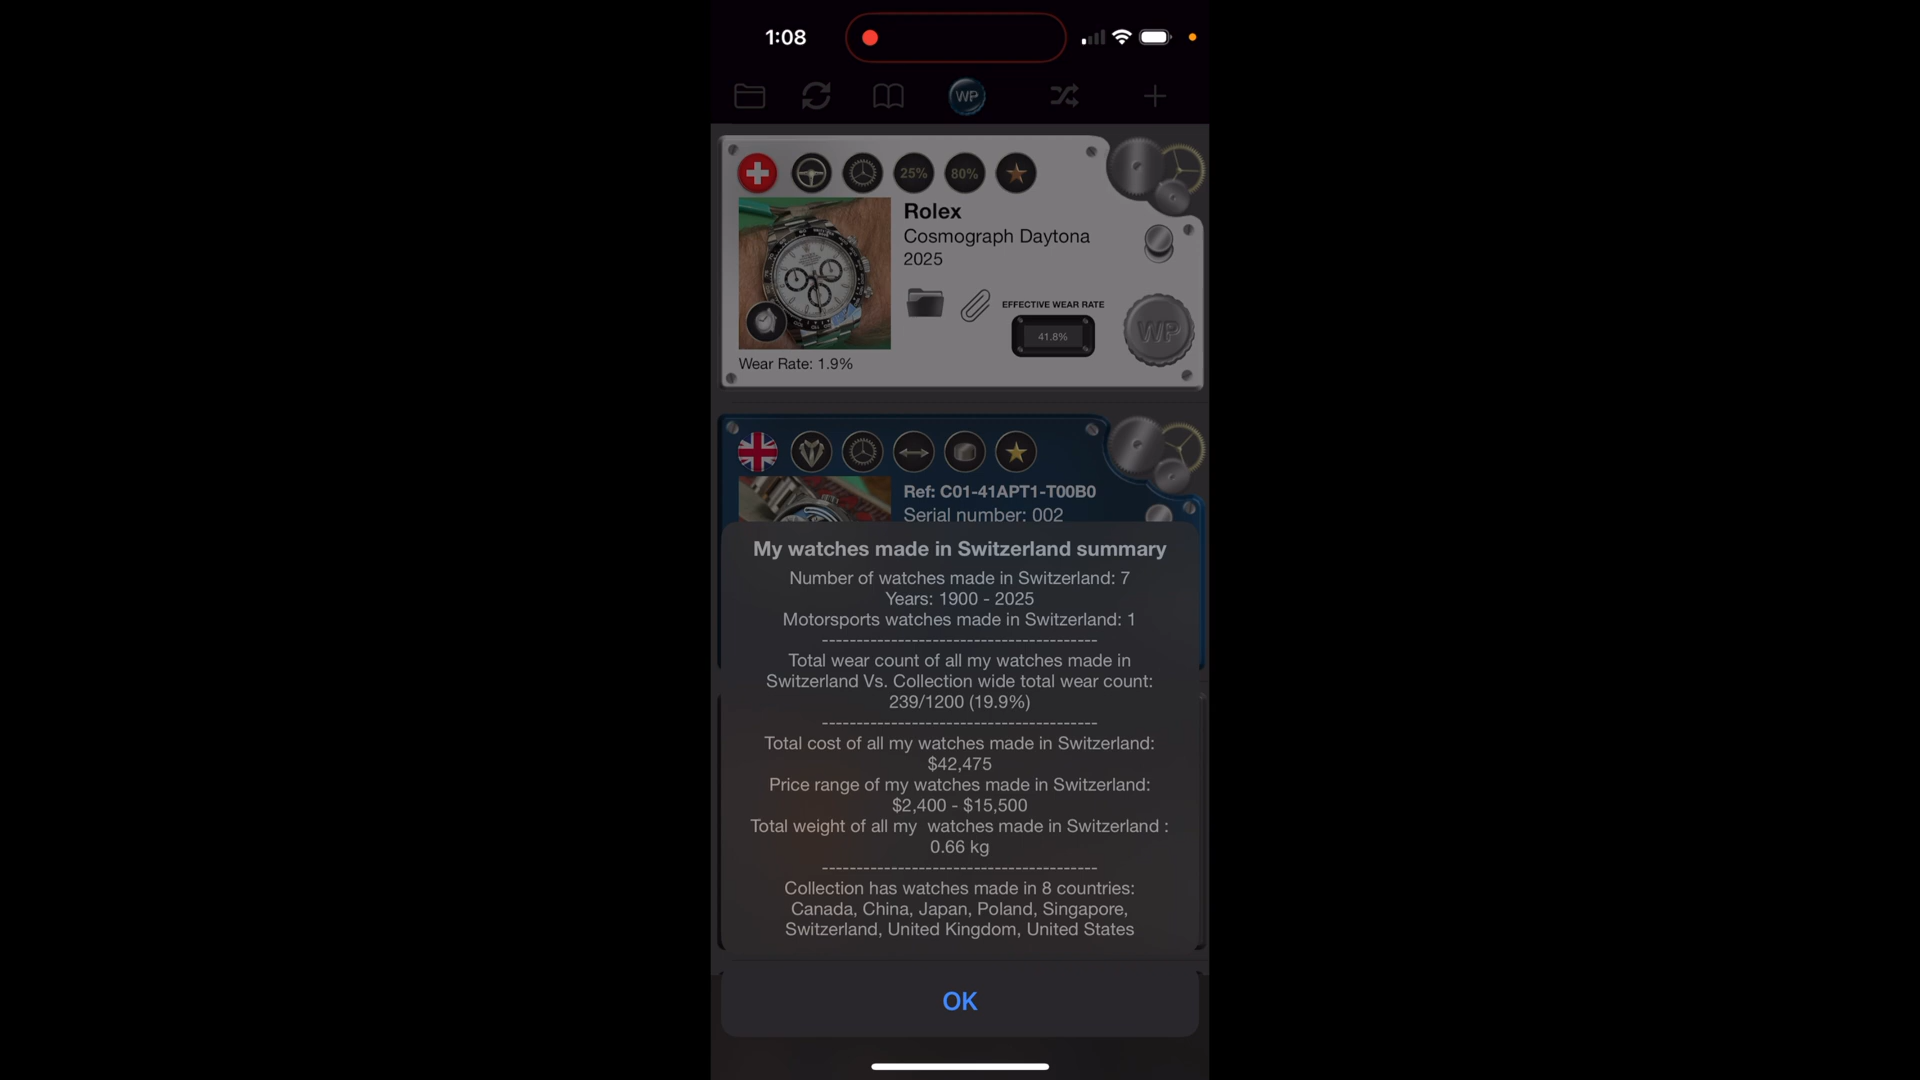 1:08
WP
25%
80%
Rolex
Cosmograph Daytona
2025
EFFECTIVE WEAR RATE
41.8%
WP
Wear Rate: 1.9%
Ref: C01-41APT1-T00B0
Serial number: 002
My watches made in Switzerland summary
Number of watches made in Switzerland: 7
Years: 1900 - 2025
Motorsports watches made in Switzerland: 1
----------------------------------------
Total wear count of all my watches made in
Switzerland Vs. Collection wide total wear count:
239/1200 (19.9%)
----------------------------------------
Total cost of all my watches made in Switzerland:
$42,475
Price range of my watches made in Switzerland:
$2,400 - $15,500
Total weight of all my  watches made in Switzerland :
0.66 kg
----------------------------------------
Collection has watches made in 8 countries:
Canada, China, Japan, Poland, Singapore,
Switzerland, United Kingdom, United States
OK